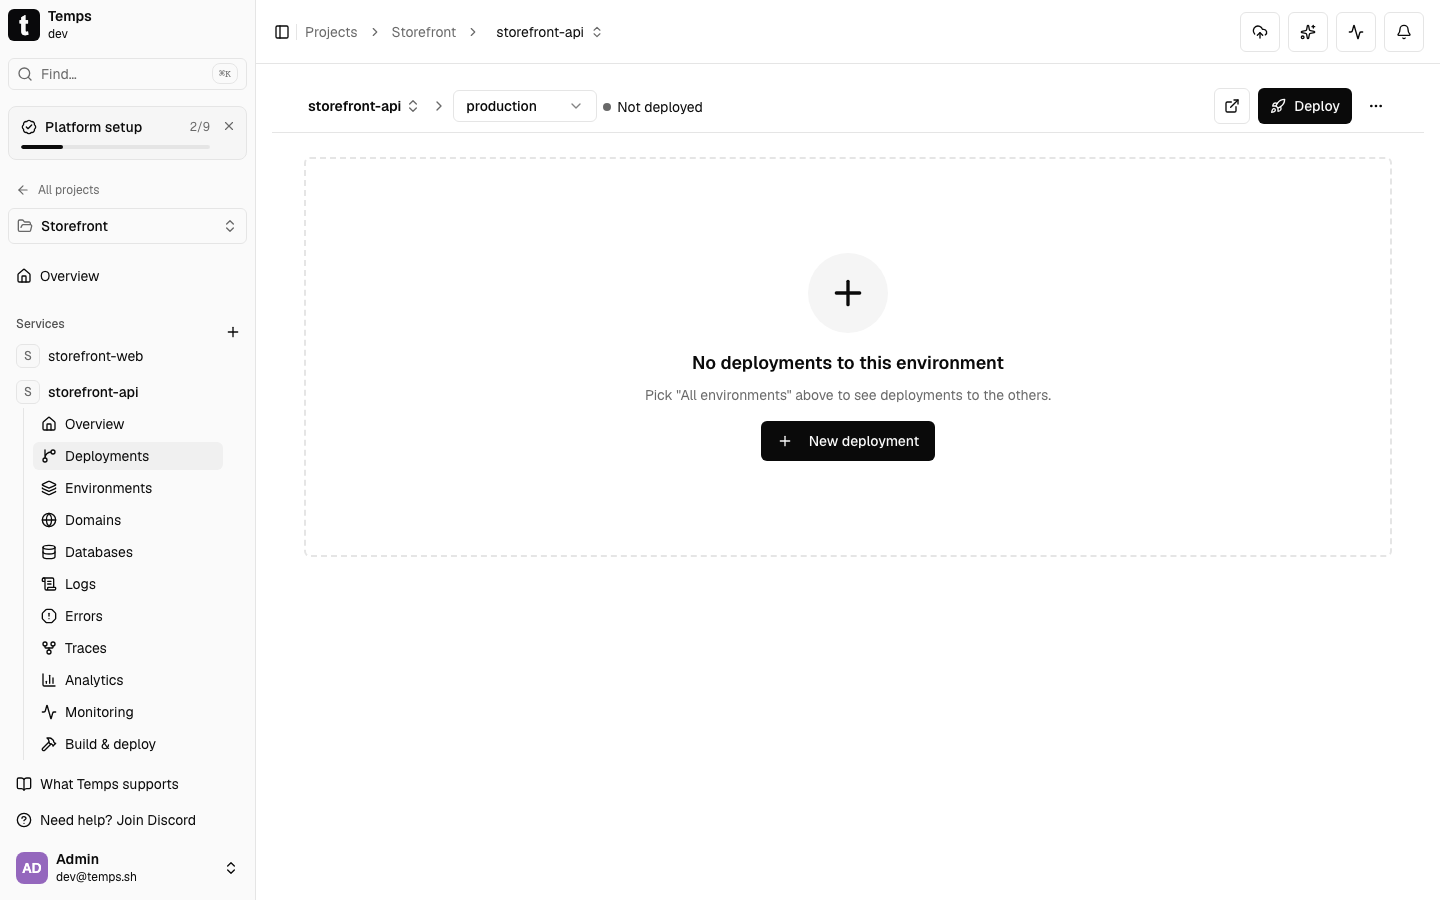 Temps
dev
Find...
⌘K
Platform setup
2/9
All projects
Storefront
Overview
Services
S
storefront-web
S
storefront-api
Overview
Deployments
Environments
Domains
Databases
Logs
Errors
Traces
Analytics
Monitoring
Build & deploy
What Temps supports
Need help? Join Discord
AD
Admin
dev@temps.sh
Projects
Storefront
storefront-api
storefront-api
production
Not deployed
Deploy
No deployments to this environment
Pick "All environments" above to see deployments to the others.
New deployment